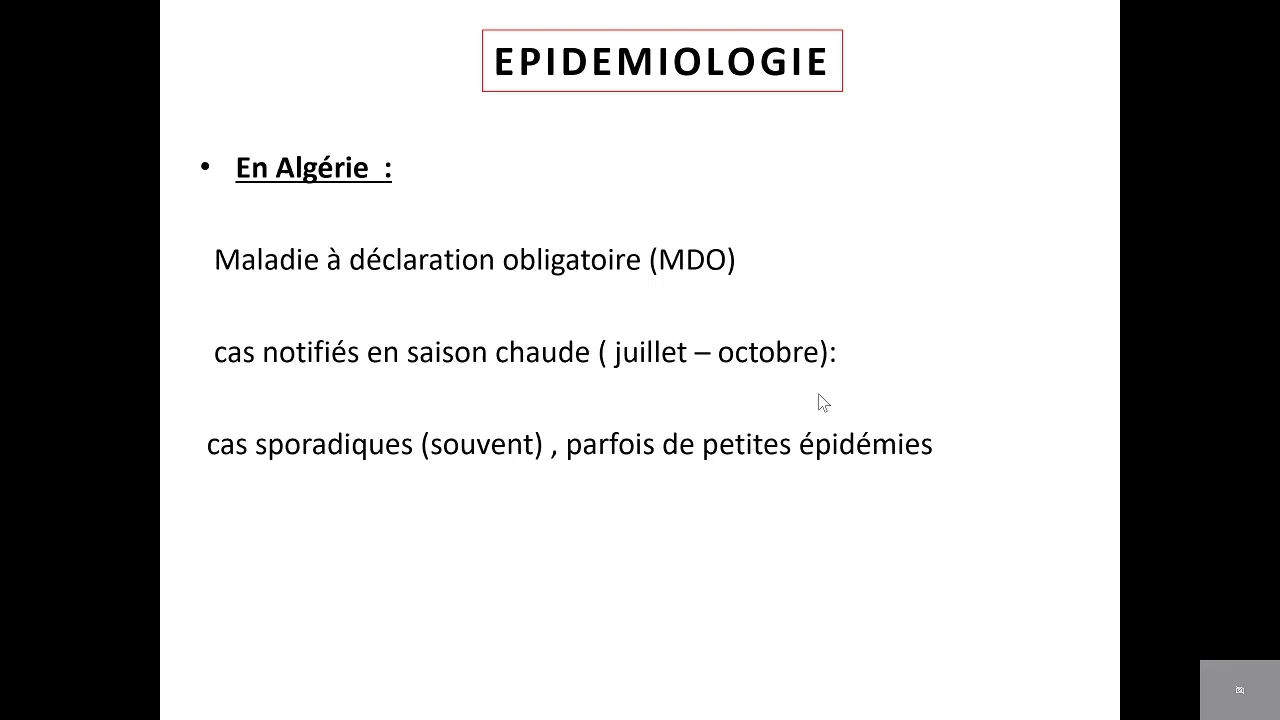 EPIDEMIOLOGIE
• En Algérie :
Maladie à déclaration obligatoire (MDO)
cas notifiés en saison chaude ( juillet – octobre):
cas sporadiques (souvent) , parfois de petites épidémies